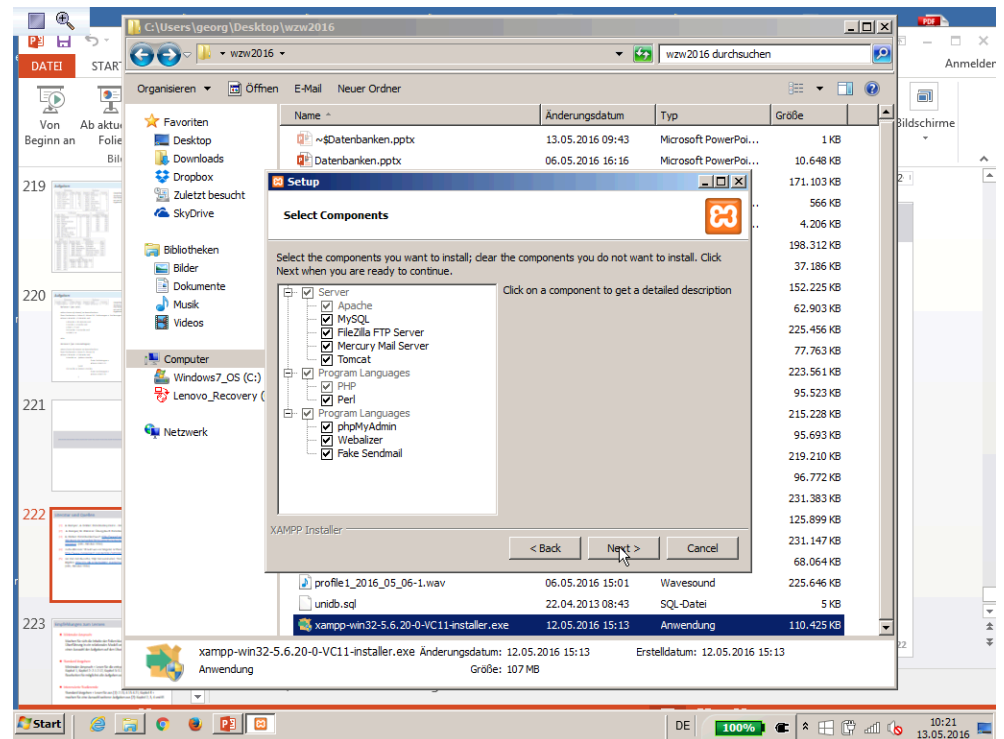 C:\Users\georg\Desktop\wzw2016
PDF
wzw2016
wzw2016 durchsuchen
DATEI
STAR
Anmelden
Organisieren
Öffnen
E-Mail
Neuer Ordner
Von
Beginn an
Ab aktu
Folie
Bil
Bildschirme
Favoriten
Desktop
Downloads
Dropbox
Zuletzt besucht
SkyDrive
Bibliotheken
Bilder
Dokumente
Musik
Videos
Computer
Windows7_OS (C:)
Lenovo_Recovery (
Netzwerk
Name
Änderungsdatum
Typ
Größe
~$Datenbanken.pptx
13.05.2016 09:43
Microsoft PowerPoi...
1 KB
Datenbanken.pptx
06.05.2016 16:16
Microsoft PowerPoi...
10.648 KB
171.103 KB
566 KB
4.206 KB
198.312 KB
37.186 KB
152.225 KB
62.903 KB
225.456 KB
77.763 KB
223.561 KB
95.523 KB
215.228 KB
95.693 KB
219.210 KB
96.772 KB
231.383 KB
125.899 KB
231.147 KB
68.064 KB
Setup
Select Components
Select the components you want to install; clear the components you do not want to install. Click
Next when you are ready to continue.
Server
Apache
MySQL
FileZilla FTP Server
Mercury Mail Server
Tomcat
Program Languages
PHP
Perl
Program Languages
phpMyAdmin
Webalizer
Fake Sendmail
Click on a component to get a detailed description
XAMPP Installer
< Back
Next >
Cancel
profile1_2016_05_06-1.wav
06.05.2016 15:01
Wavesound
225.646 KB
unidb.sql
22.04.2013 08:43
SQL-Datei
5 KB
xampp-win32-5.6.20-0-VC11-installer.exe
12.05.2016 15:13
Anwendung
110.425 KB
xampp-win32-5.6.20-0-VC11-installer.exe Änderungsdatum: 12.05.2016 15:13
Erstelldatum: 12.05.2016 15:13
Anwendung
Größe: 107 MB
219
220
221
222
223
Start
DE
100%
10:21
13.05.2016